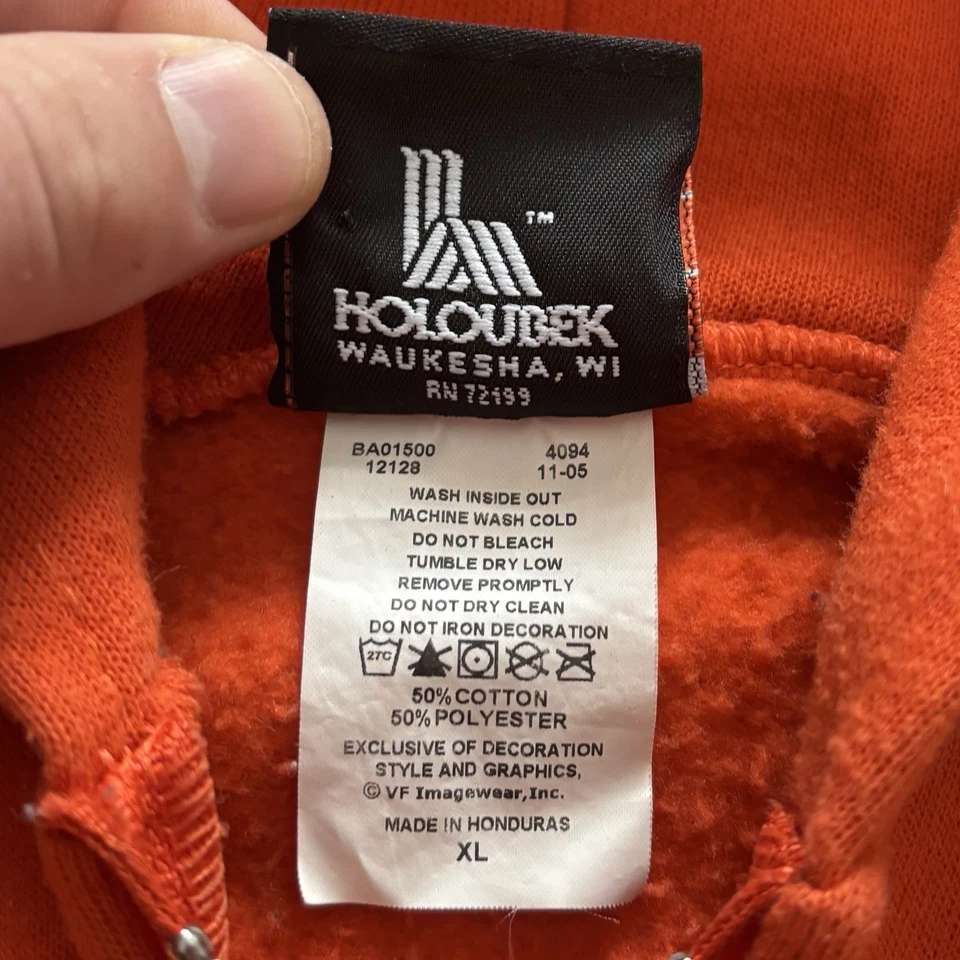 TM
HOLOUDEK
WAUKESHA, WI
RN 72199
BA01500 4094
12128 11-05
WASH INSIDE OUT
MACHINE WASH COLD
DO NOT BLEACH
TUMBLE DRY LOW
REMOVE PROMPTLY
DO NOT DRY CLEAN
DO NOT IRON DECORATION
27C
50% COTTON
50% POLYESTER
EXCLUSIVE OF DECORATION
STYLE AND GRAPHICS,
© VF Imagewear,Inc.
MADE IN HONDURAS
XL